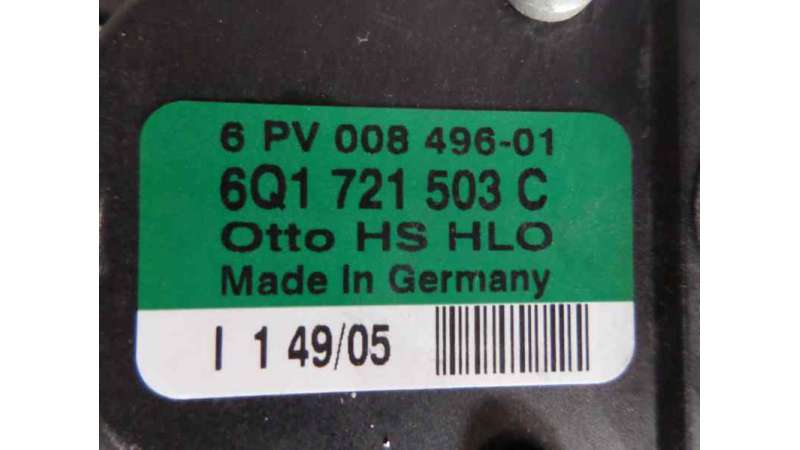 6 PV 008 496-01
6Q1 721 503 C
Otto HS HLO
Made In Germany
I 1 49/05